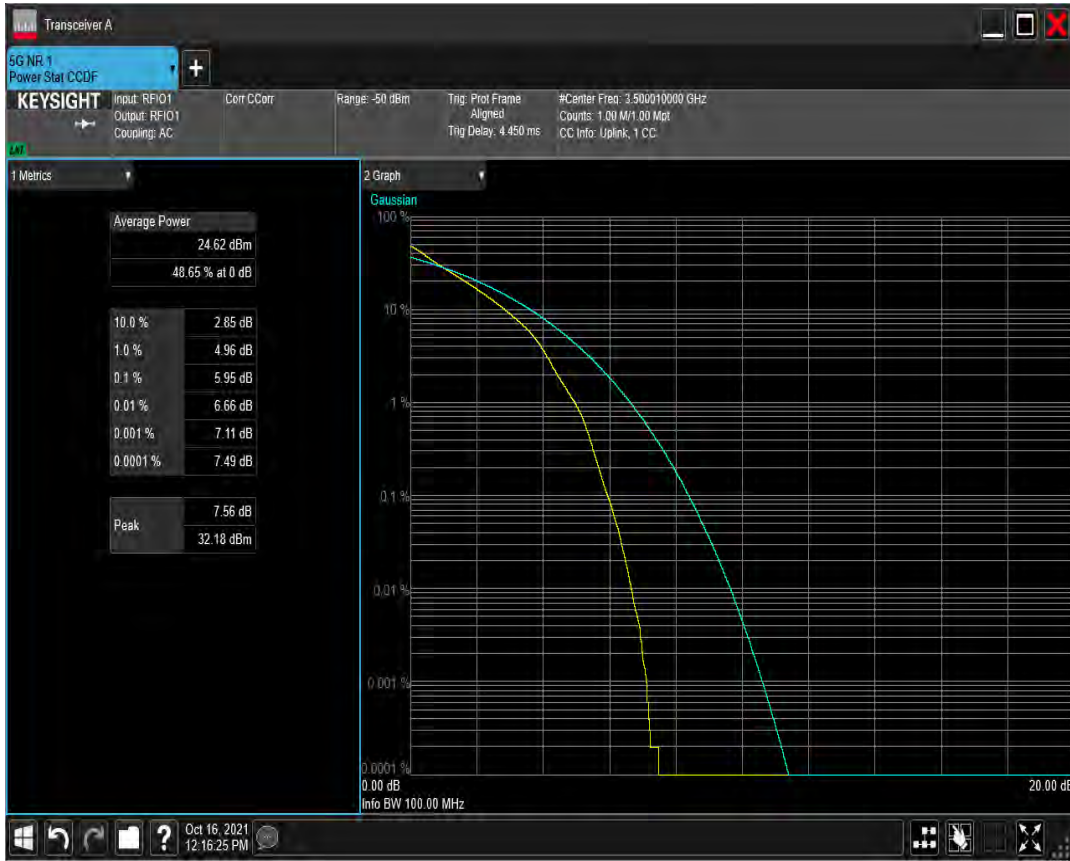 Transceiver A
5G NR 1
Power Stat CCDF
+
KEYSIGHT
Input: RFIO1
Output: RFIO1
Coupling: AC
Corr CCorr
Range: -50 dBm
Trig: Prot Frame
Aligned
Trig Delay: 4.450 ms
#Center Freq: 3.500010000 GHz
Counts: 1.00 M/1.00 Mpt
CC Info: Uplink, 1 CC
1 Metrics
Average Power
24.62 dBm
48.65 % at 0 dB
10.0 % 2.85 dB
1.0 % 4.96 dB
0.1 % 5.95 dB
0.01 % 6.66 dB
0.001 % 7.11 dB
0.0001 % 7.49 dB
Peak
7.56 dB
32.18 dBm
2 Graph
Gaussian
100 %
10 %
1 %
0.1 %
0.01 %
0.001 %
0.0001 %
0.00 dB
20.00 dB
Info BW 100.00 MHz
?
Oct 16, 2021
12:16:25 PM